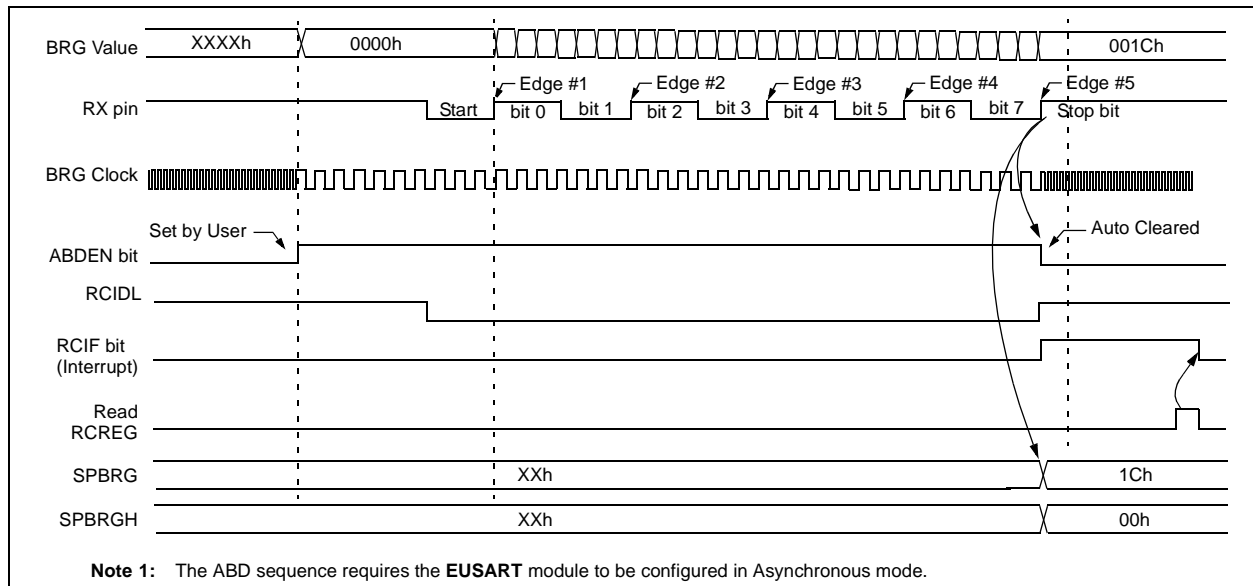 BRG Value XXXXh 0000h 001Ch
Edge #1 Edge #2 Edge #3 Edge #4 Edge #5
RX pin Start bit 0 bit 1 bit 2 bit 3 bit 4 bit 5 bit 6 bit 7 Stop bit
BRG Clock
Set by User Auto Cleared
ABDEN bit
RCIDL
RCIF bit
(Interrupt)
Read
RCREG
SPBRG XXh 1Ch
SPBRGH XXh 00h
Note 1: The ABD sequence requires the EUSART module to be configured in Asynchronous mode.